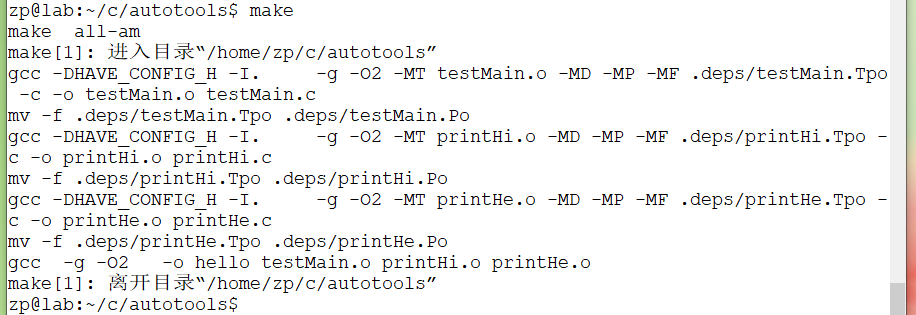 zp@lab:~/c/autotools$ make
make  all-am
make[1]: 进入目录“/home/zp/c/autotools”
gcc -DHAVE_CONFIG_H -I.     -g -O2 -MT testMain.o -MD -MP -MF .deps/testMain.Tpo
 -c -o testMain.o testMain.c
mv -f .deps/testMain.Tpo .deps/testMain.Po
gcc -DHAVE_CONFIG_H -I.     -g -O2 -MT printHi.o -MD -MP -MF .deps/printHi.Tpo -
c -o printHi.o printHi.c
mv -f .deps/printHi.Tpo .deps/printHi.Po
gcc -DHAVE_CONFIG_H -I.     -g -O2 -MT printHe.o -MD -MP -MF .deps/printHe.Tpo -
c -o printHe.o printHe.c
mv -f .deps/printHe.Tpo .deps/printHe.Po
gcc  -g -O2   -o hello testMain.o printHi.o printHe.o
make[1]: 离开目录“/home/zp/c/autotools”
zp@lab:~/c/autotools$